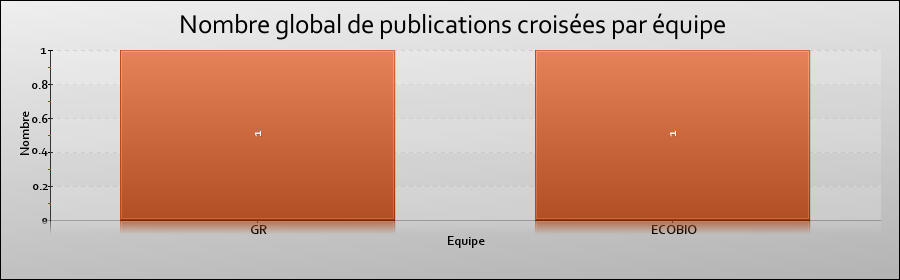 Nombre global de publications croisées par équipe
Nombre
1
0.8
0.6
0.4
0.2
0
1
1
GR
ECOBIO
Equipe